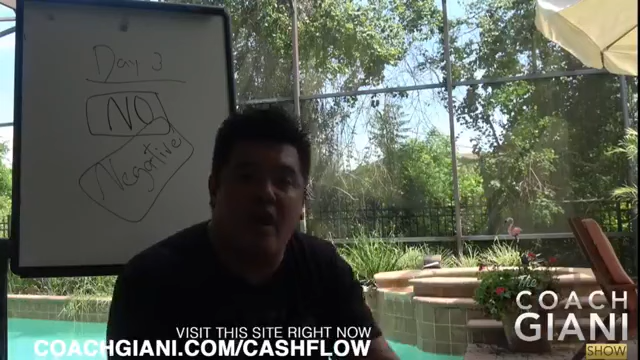 Day 3
NO
Negative
VISIT THIS SITE RIGHT NOW
COACHGIANI.COM/CASHFLOW
The
COACH
GIANI
SHOW